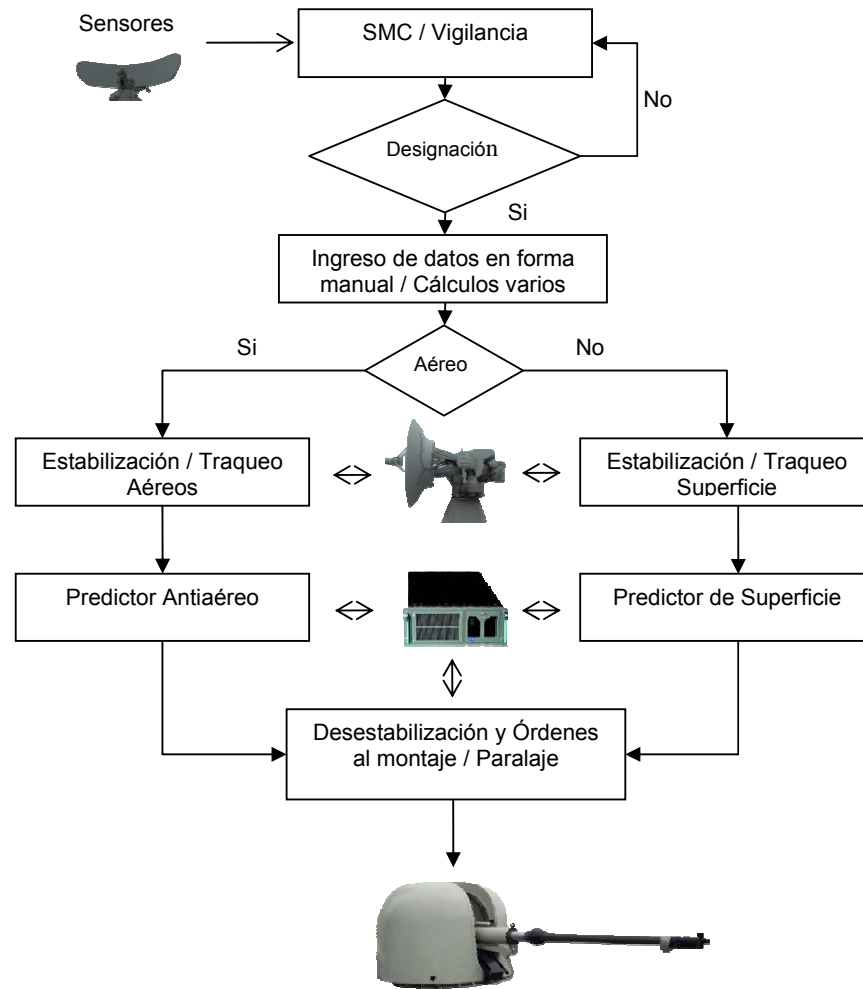 Sensores
SMC / Vigilancia
No
Designación
Si
Ingreso de datos en forma
manual / Cálculos varios
Si
Aéreo
No
Estabilización / Traqueo
Aéreos
Estabilización / Traqueo
Superficie
Predictor Antiaéreo
Predictor de Superficie
Desestabilización y Órdenes
al montaje / Paralaje